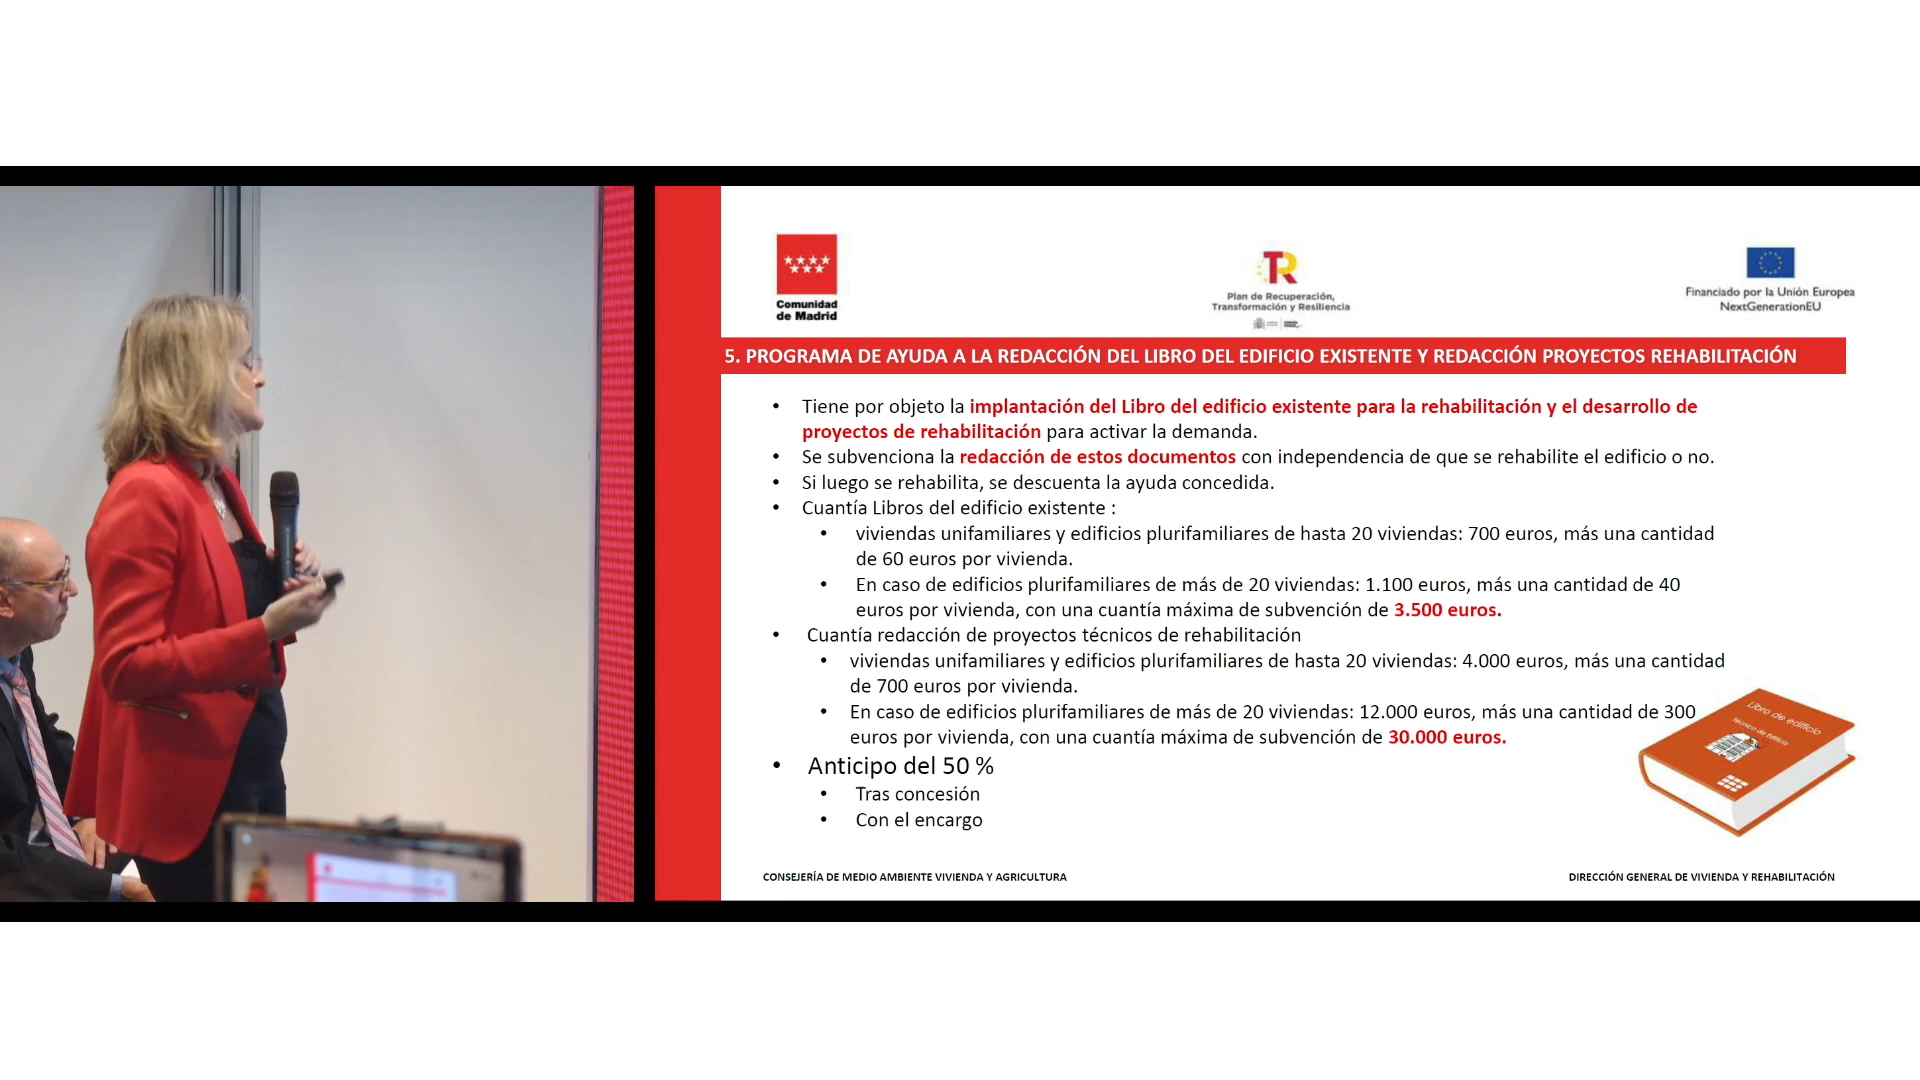 Comunidad
de Madrid
Plan de Recuperación,
Transformación y Resiliencia
Financiado por la Unión Europea
NextGenerationEU
5. PROGRAMA DE AYUDA A LA REDACCIÓN DEL LIBRO DEL EDIFICIO EXISTENTE Y REDACCIÓN PROYECTOS REHABILITACIÓN
• Tiene por objeto la implantación del Libro del edificio existente para la rehabilitación y el desarrollo de
proyectos de rehabilitación para activar la demanda.
• Se subvenciona la redacción de estos documentos con independencia de que se rehabilite el edificio o no.
• Si luego se rehabilita, se descuenta la ayuda concedida.
• Cuantía Libros del edificio existente :
• viviendas unifamiliares y edificios plurifamiliares de hasta 20 viviendas: 700 euros, más una cantidad
de 60 euros por vivienda.
• En caso de edificios plurifamiliares de más de 20 viviendas: 1.100 euros, más una cantidad de 40
euros por vivienda, con una cuantía máxima de subvención de 3.500 euros.
• Cuantía redacción de proyectos técnicos de rehabilitación
• viviendas unifamiliares y edificios plurifamiliares de hasta 20 viviendas: 4.000 euros, más una cantidad
de 700 euros por vivienda.
• En caso de edificios plurifamiliares de más de 20 viviendas: 12.000 euros, más una cantidad de 300
euros por vivienda, con una cuantía máxima de subvención de 30.000 euros.
• Anticipo del 50 %
• Tras concesión
• Con el encargo
Libro de edificio
Técnico de Edificio
CONSEJERÍA DE MEDIO AMBIENTE VIVIENDA Y AGRICULTURA
DIRECCIÓN GENERAL DE VIVIENDA Y REHABILITACIÓN